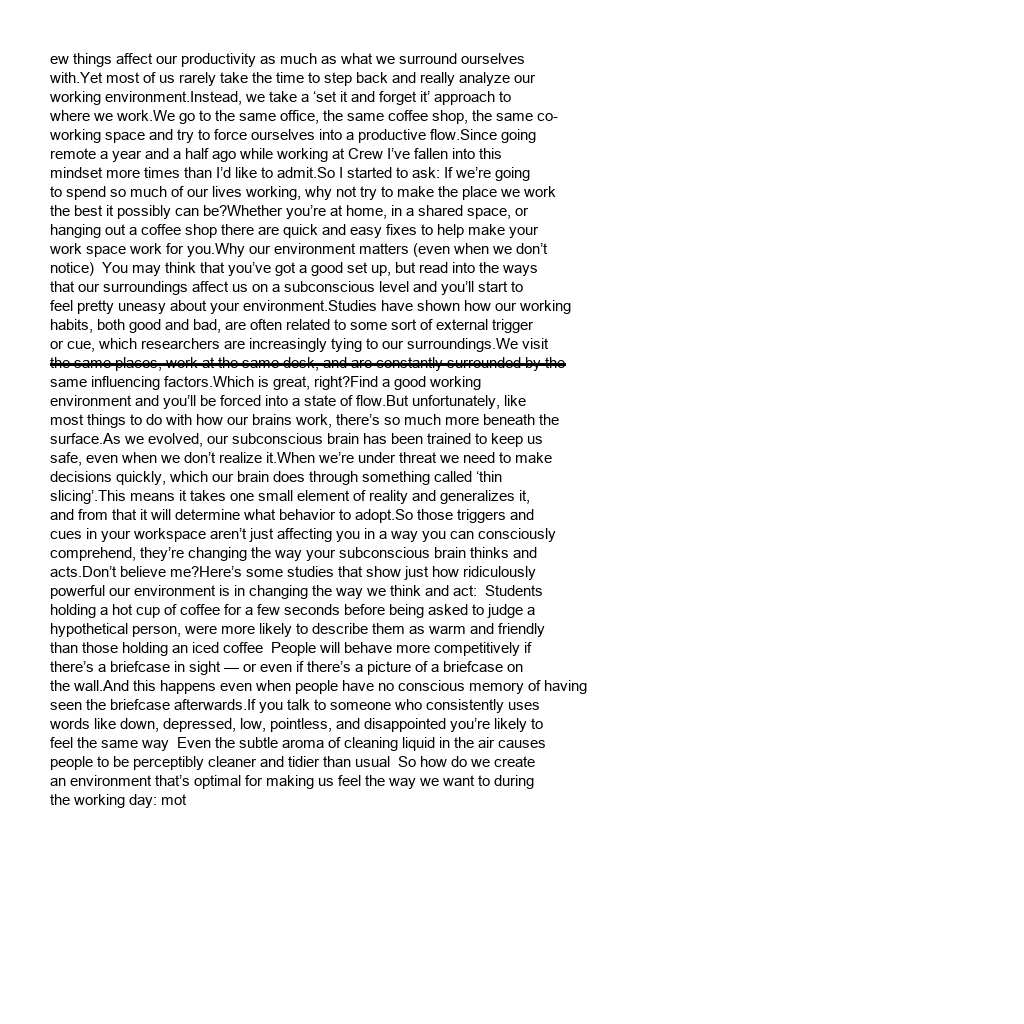 ew things affect our productivity as much as what we surround ourselves
with.Yet most of us rarely take the time to step back and really analyze our
working environment.Instead, we take a ‘set it and forget it’ approach to
where we work.We go to the same office, the same coffee shop, the same co-
working space and try to force ourselves into a productive flow.Since going
remote a year and a half ago while working at Crew I’ve fallen into this
mindset more times than I’d like to admit.So I started to ask: If we’re going
to spend so much of our lives working, why not try to make the place we work
the best it possibly can be?Whether you’re at home, in a shared space, or
hanging out a coffee shop there are quick and easy fixes to help make your
work space work for you.Why our environment matters (even when we don’t
notice)  You may think that you’ve got a good set up, but read into the ways
that our surroundings affect us on a subconscious level and you’ll start to
feel pretty uneasy about your environment.Studies have shown how our working
habits, both good and bad, are often related to some sort of external trigger
or cue, which researchers are increasingly tying to our surroundings.We visit
the same places, work at the same desk, and are constantly surrounded by the
same influencing factors.Which is great, right?Find a good working
environment and you’ll be forced into a state of flow.But unfortunately, like
most things to do with how our brains work, there’s so much more beneath the
surface.As we evolved, our subconscious brain has been trained to keep us
safe, even when we don’t realize it.When we’re under threat we need to make
decisions quickly, which our brain does through something called ‘thin
slicing’.This means it takes one small element of reality and generalizes it,
and from that it will determine what behavior to adopt.So those triggers and
cues in your workspace aren’t just affecting you in a way you can consciously
comprehend, they’re changing the way your subconscious brain thinks and
acts.Don’t believe me?Here’s some studies that show just how ridiculously
powerful our environment is in changing the way we think and act:  Students
holding a hot cup of coffee for a few seconds before being asked to judge a
hypothetical person, were more likely to describe them as warm and friendly
than those holding an iced coffee  People will behave more competitively if
there’s a briefcase in sight — or even if there’s a picture of a briefcase on
the wall.And this happens even when people have no conscious memory of having
seen the briefcase afterwards.If you talk to someone who consistently uses
words like down, depressed, low, pointless, and disappointed you’re likely to
feel the same way  Even the subtle aroma of cleaning liquid in the air causes
people to be perceptibly cleaner and tidier than usual  So how do we create
an environment that’s optimal for making us feel the way we want to during
the working day: mot